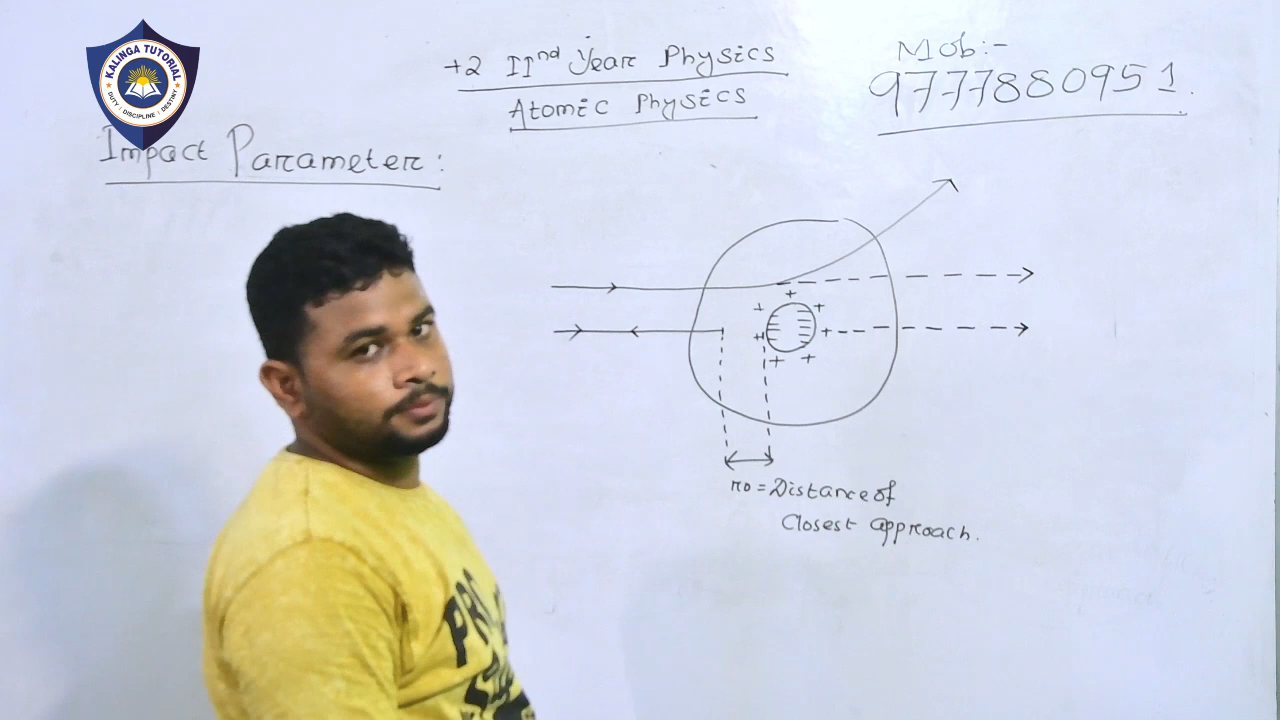 KALINGA TUTORIAL
DUTY | DISCIPLINE | DESTINY
+2 IInd Year Physics
Atomic Physics
Mob:-
9777880951.
Impact Parameter:
r0 = Distance of
Closest approach.